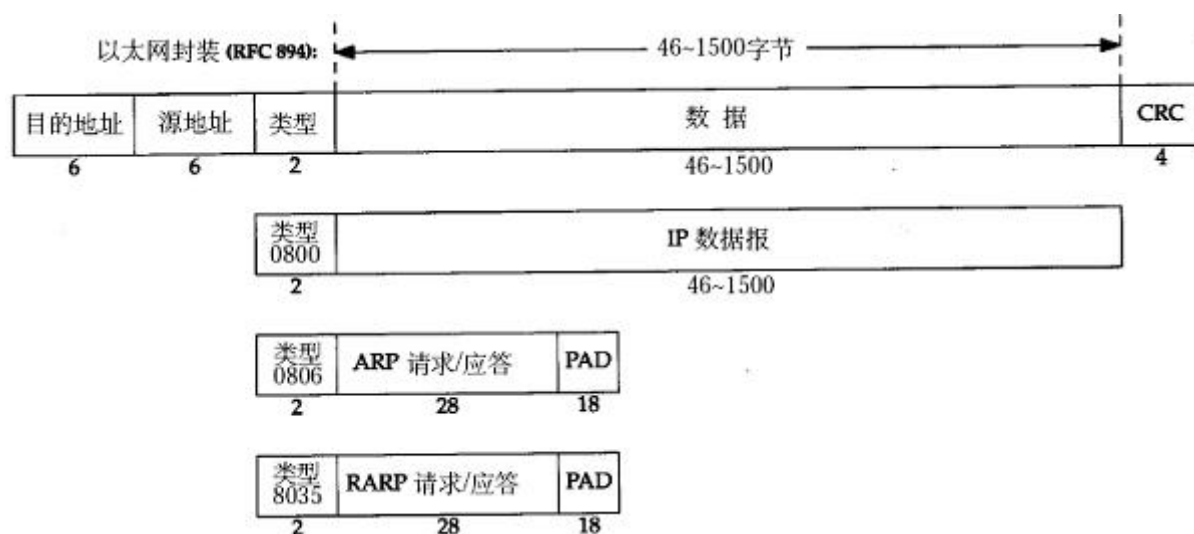 以太网封装 (RFC 894):
46~1500字节
目的地址 源地址 类型 数 据 CRC
6 6 2 46~1500 4
类型 IP 数据报
0800
2 46~1500
类型 ARP 请求/应答 PAD
0806
2 28 18
类型 RARP 请求/应答 PAD
8035
2 28 18